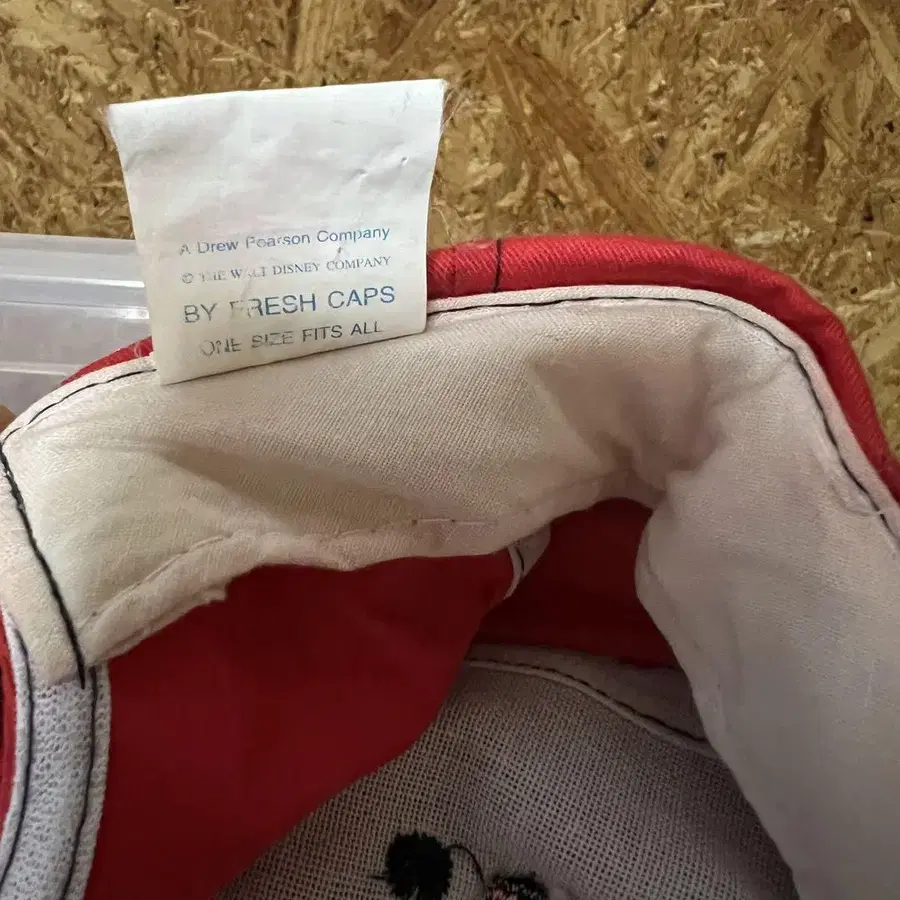 A Drew Pearson Company
© THE WALT DISNEY COMPANY
BY FRESH CAPS
ONE SIZE FITS ALL